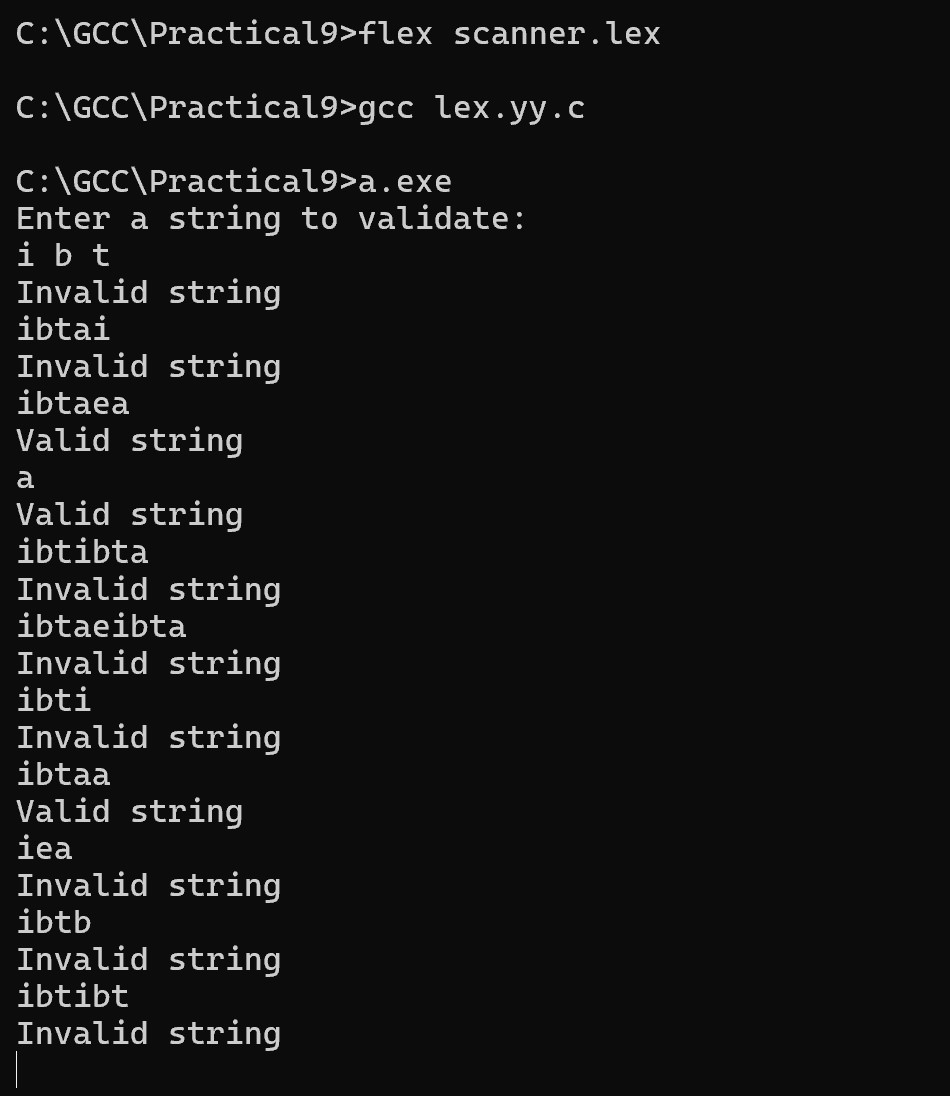 C:\GCC\Practical9>flex scanner.lex
C:\GCC\Practical9>gcc lex.yy.c
C:\GCC\Practical9>a.exe
Enter a string to validate:
i b t
Invalid string
ibtai
Invalid string
ibtaea
Valid string
a
Valid string
ibtibta
Invalid string
ibtaeibta
Invalid string
ibti
Invalid string
ibtaa
Valid string
iea
Invalid string
ibtb
Invalid string
ibtibt
Invalid string